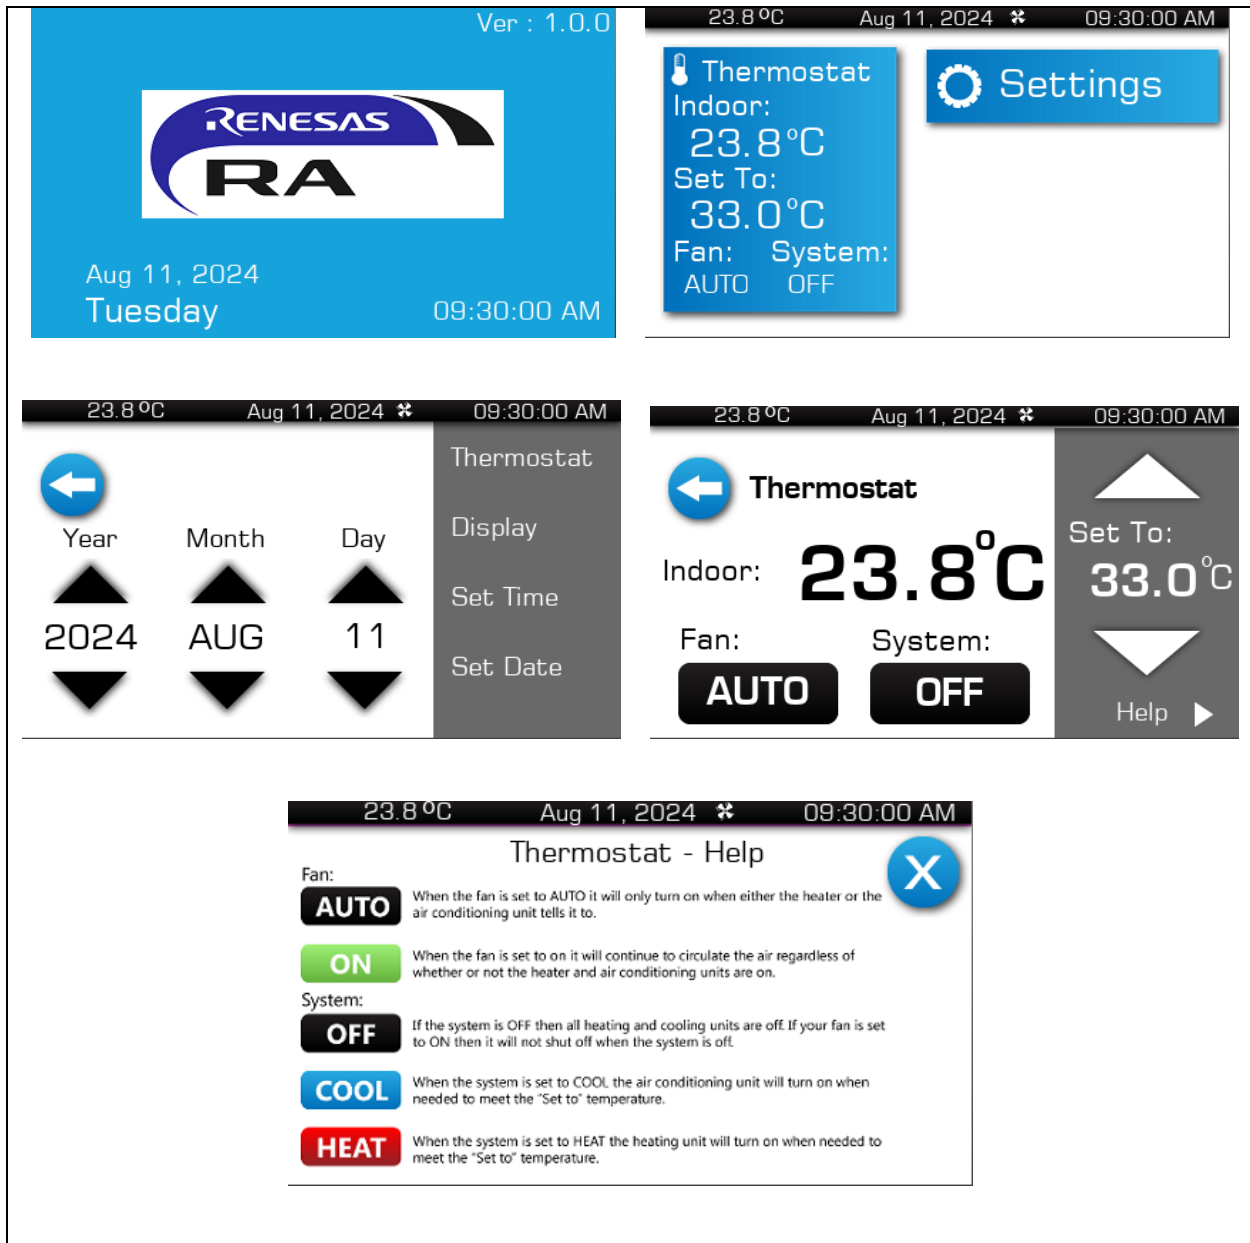 Ver : 1.0.0
RENESAS
RA
Aug 11, 2024
Tuesday
09:30:00 AM
23.8 ºC Aug 11, 2024 09:30:00 AM
Thermostat
Indoor:
23.8°C
Set To:
33.0°C
Fan: System:
AUTO OFF
Settings
23.8 ºC Aug 11, 2024 09:30:00 AM
Year Month Day
2024 AUG 11
Thermostat
Display
Set Time
Set Date
23.8 ºC Aug 11, 2024 09:30:00 AM
Thermostat
Indoor: 23.8°C
Fan: System:
AUTO OFF
Set To:
33.0°C
Help
23.8 ºC Aug 11, 2024 09:30:00 AM
Thermostat - Help
X
Fan:
AUTO
When the fan is set to AUTO it will only turn on when either the heater or the
air conditioning unit tells it to.
ON
When the fan is set to on it will continue to circulate the air regardless of
whether or not the heater and air conditioning units are on.
System:
OFF
If the system is OFF then all heating and cooling units are off. If your fan is set
to ON then it will not shut off when the system is off.
COOL
When the system is set to COOL the air conditioning unit will turn on when
needed to meet the "Set to" temperature.
HEAT
When the system is set to HEAT the heating unit will turn on when needed to
meet the "Set to" temperature.